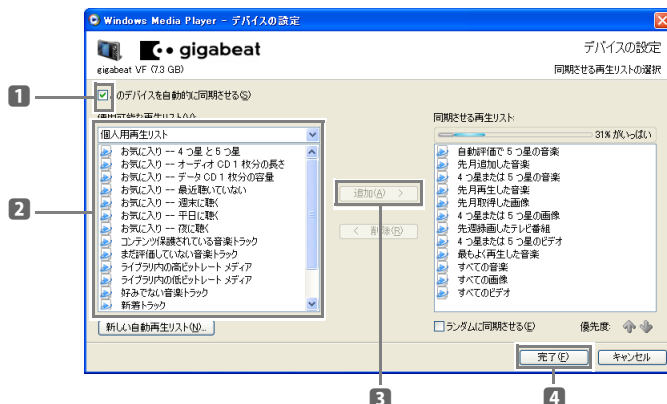 Windows Media Player - デバイスの設定
gigabeat
gigabeat VF (7.3 GB)
デバイスの設定
同期させる再生リストの選択
1
のデバイスを自動的に同期させる(S)
個人用再生リスト
お気に入り -- 4 つ星と 5 つ星
お気に入り -- オーディオ CD 1 枚分の長さ
お気に入り -- データ CD 1 枚分の容量
お気に入り -- 最近聴いていない
お気に入り -- 週末に聴く
お気に入り -- 平日に聴く
お気に入り -- 夜に聴く
コンテンツ保護されている音楽トラック
まだ評価していない音楽トラック
ライブラリ内の高ビットレート メディア
ライブラリ内の低ビットレート メディア
好みでない音楽トラック
新着トラック
2
新しい自動再生リスト(N)...
追加(A) >
< 削除(R)
3
同期させる再生リスト:
31% がいっぱい
自動評価で 5 つ星の音楽
先月追加した音楽
4 つ星または 5 つ星の音楽
先月再生した音楽
先月取得した画像
4 つ星または 5 つ星の画像
先週録画したテレビ番組
4 つ星または 5 つ星のビデオ
最もよく再生した音楽
すべての音楽
すべての画像
すべてのビデオ
ランダムに同期させる(E)
優先度:
完了(F)
キャンセル
4